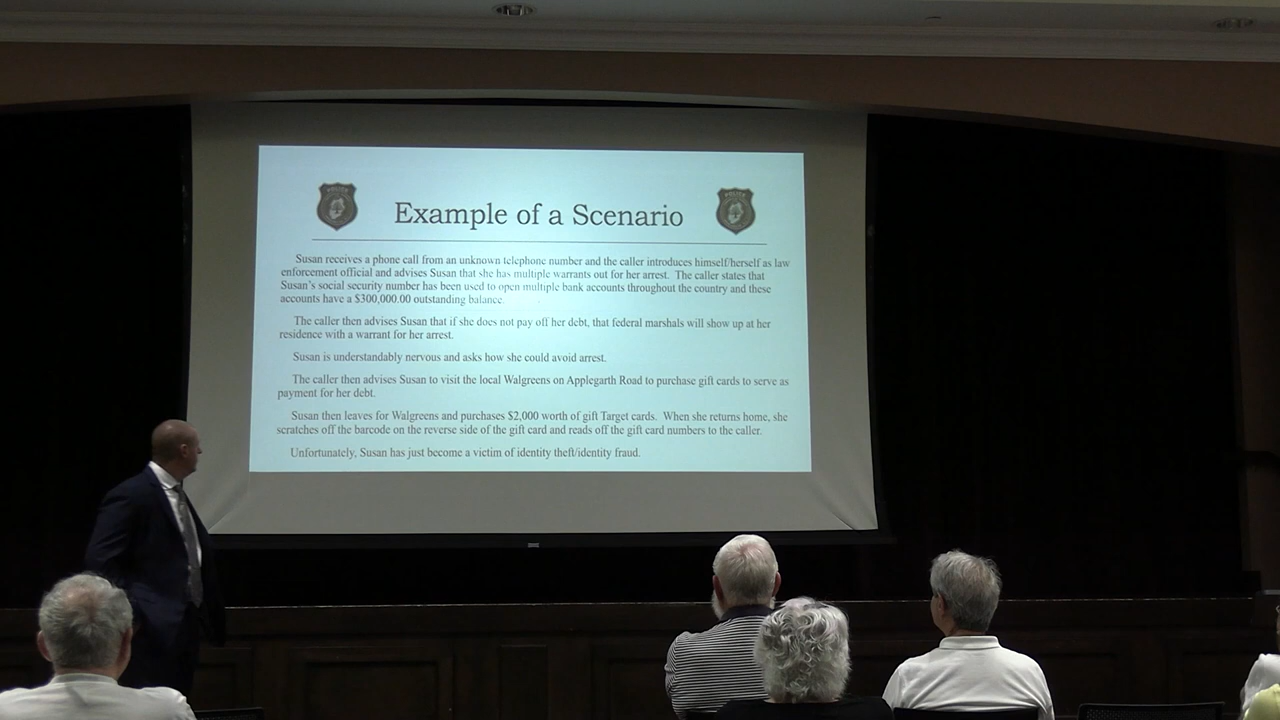 POLICE
POLICE
Example of a Scenario
Susan receives a phone call from an unknown telephone number and the caller introduces himself/herself as law
enforcement official and advises Susan that she has multiple warrants out for her arrest. The caller states that
Susan's social security number has been used to open multiple bank accounts throughout the country and these
accounts have a $300,000.00 outstanding balance.
The caller then advises Susan that if she does not pay off her debt, that federal marshals will show up at her
residence with a warrant for her arrest.
Susan is understandably nervous and asks how she could avoid arrest.
The caller then advises Susan to visit the local Walgreens on Applegarth Road to purchase gift cards to serve as
payment for her debt.
Susan then leaves for Walgreens and purchases $2,000 worth of gift Target cards. When she returns home, she
scratches off the barcode on the reverse side of the gift card and reads off the gift card numbers to the caller.
Unfortunately, Susan has just become a victim of identity theft/identity fraud.